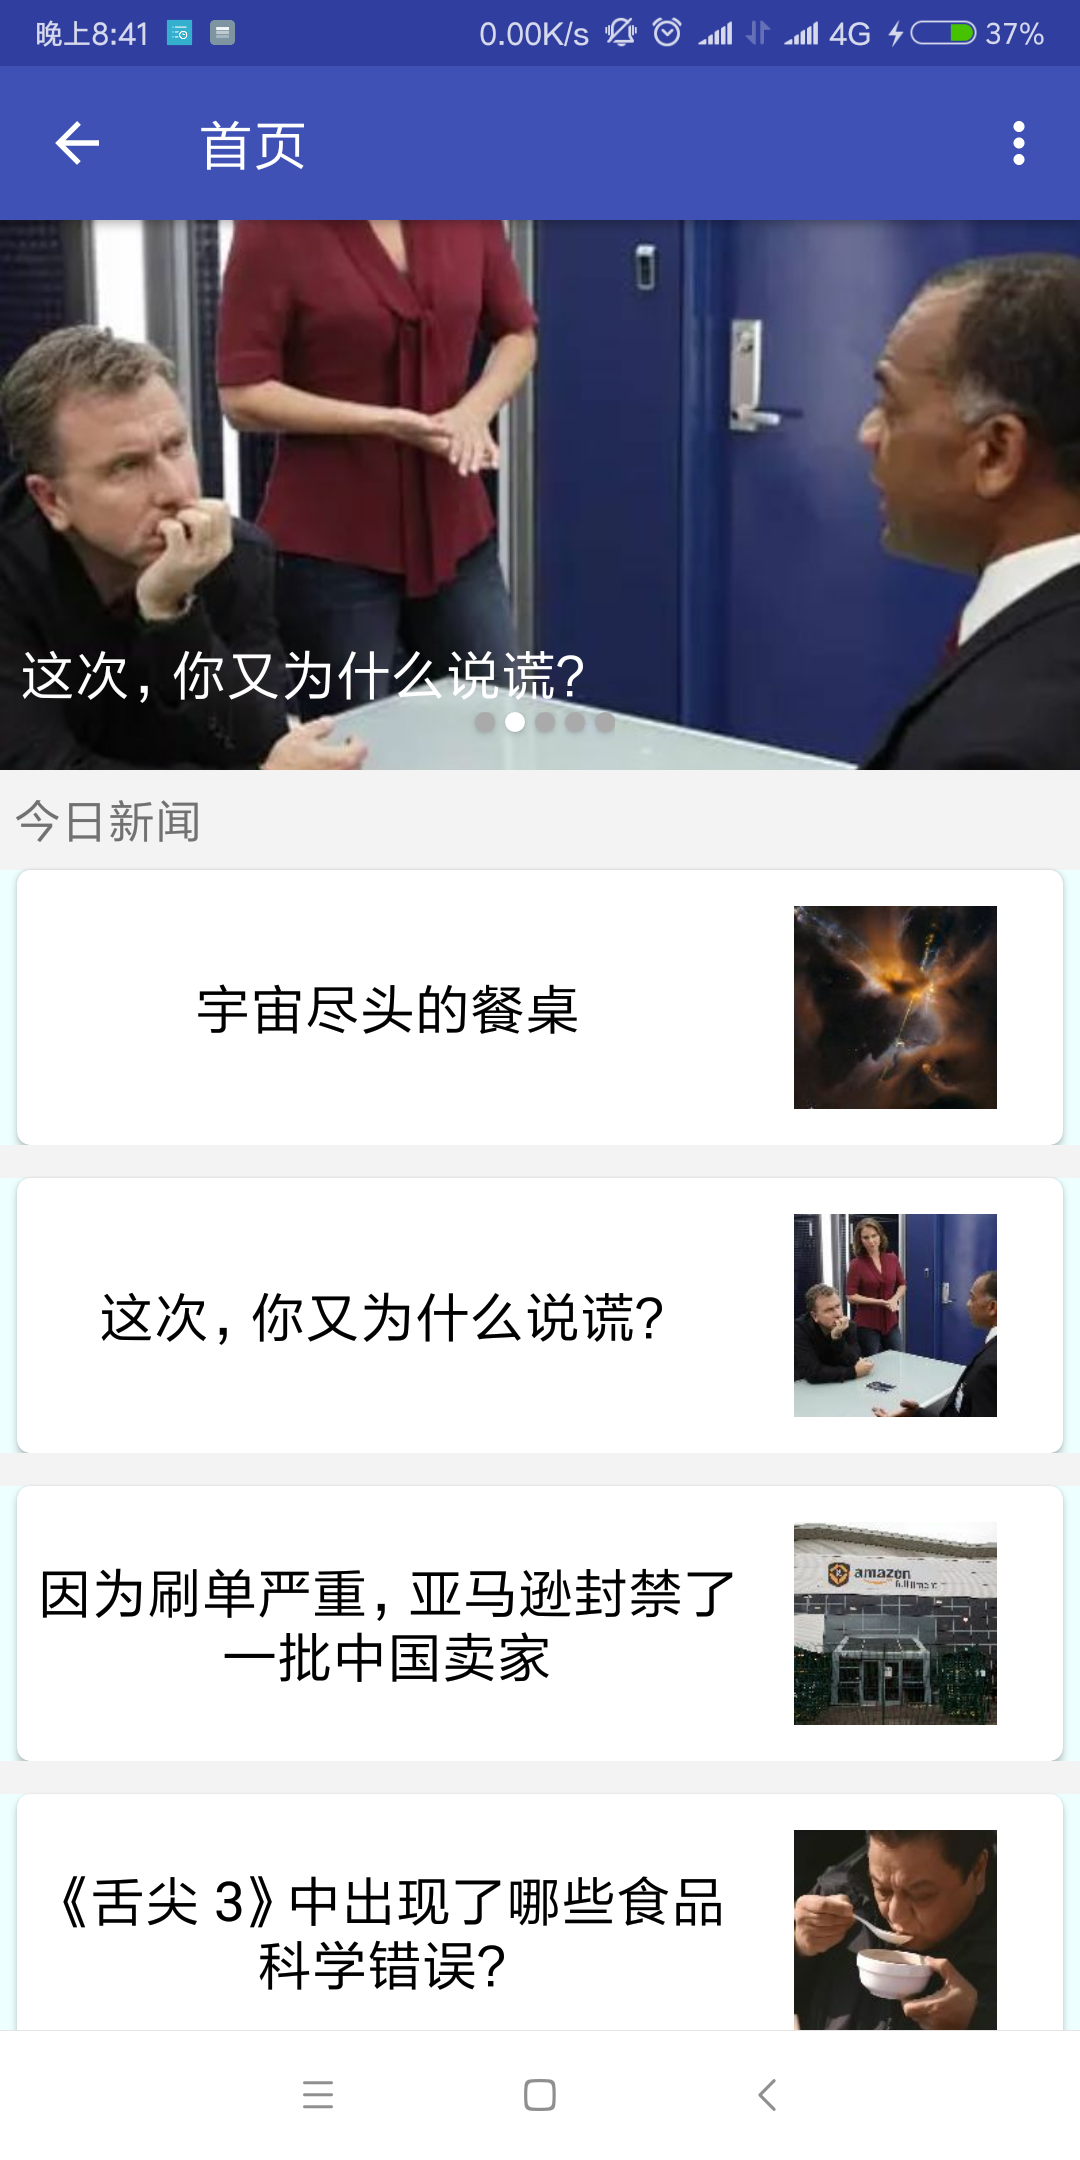 晚上8:41 0.00K/s 4G 37%
首页
这次，你又为什么说谎？
今日新闻
宇宙尽头的餐桌
这次，你又为什么说谎？
因为刷单严重，亚马逊封禁了
一批中国卖家
amazon
《舌尖 3》中出现了哪些食品
科学错误？